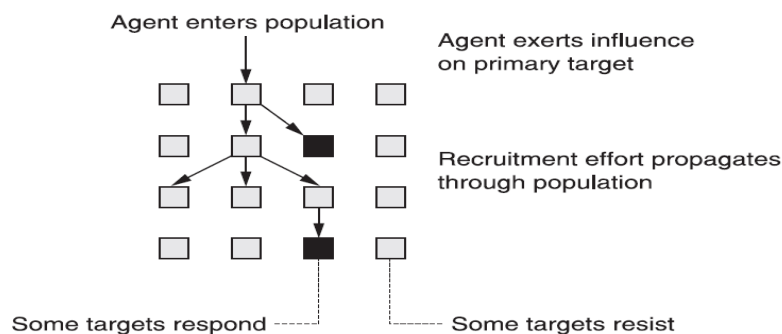 Agent enters population
Agent exerts influence
on primary target
Recruitment effort propagates
through population
Some targets respond
Some targets resist